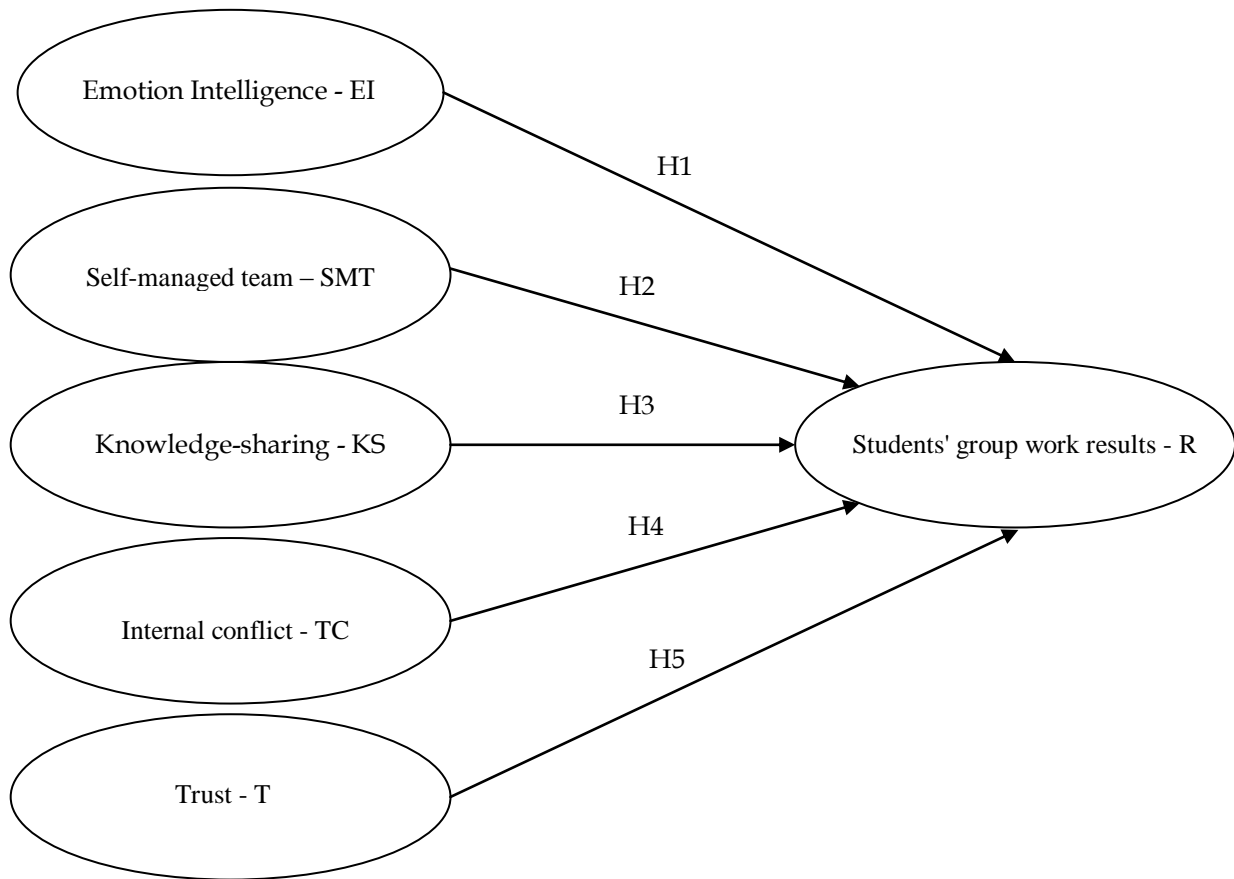 Emotion Intelligence - EI
H1
Self-managed team – SMT
H2
Knowledge-sharing - KS
H3
Students' group work results - R
H4
Internal conflict - TC
H5
Trust - T